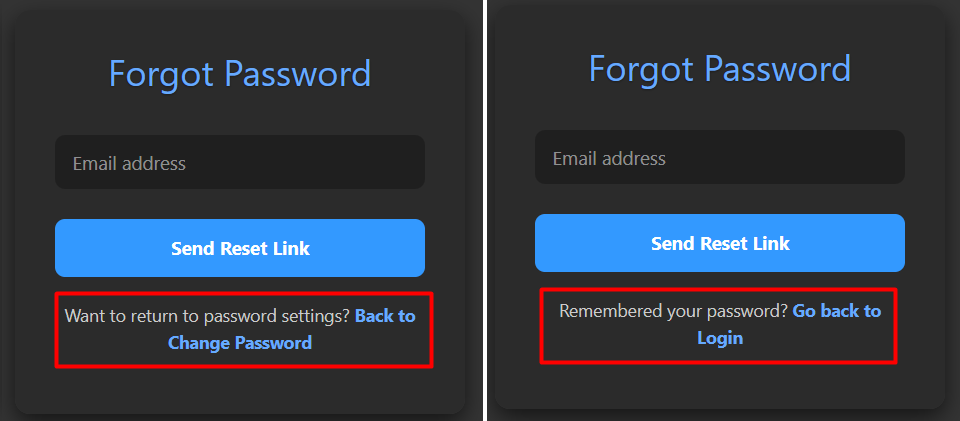 Forgot Password
Email address
Send Reset Link
Want to return to password settings? Back to
Change Password
Forgot Password
Email address
Send Reset Link
Remembered your password? Go back to
Login